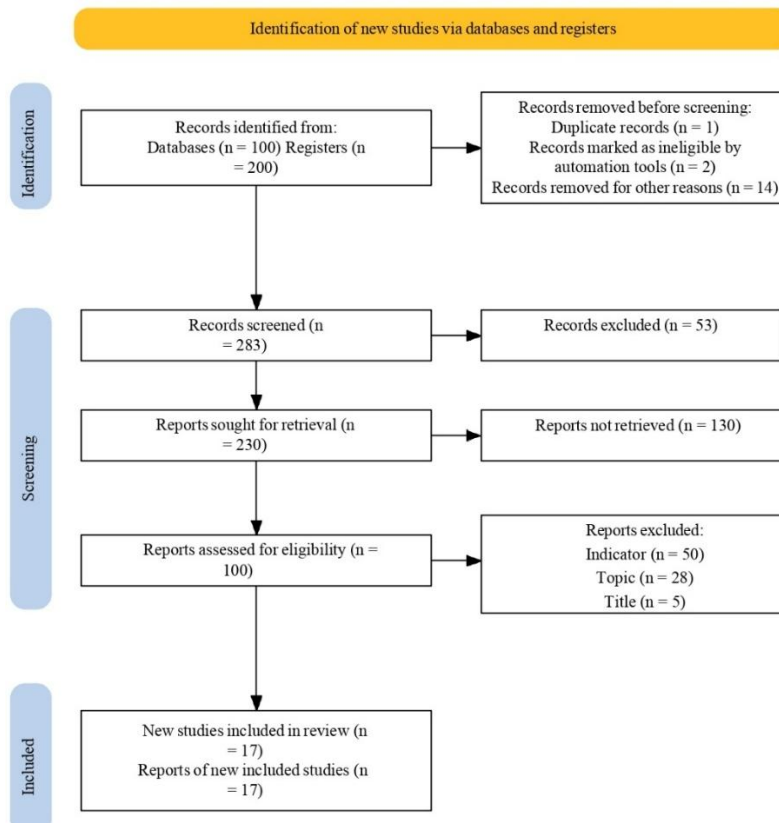 Identification of new studies via databases and registers
Identification
Records identified from:
Databases (n = 100) Registers (n
= 200)
Records removed before screening:
Duplicate records (n = 1)
Records marked as ineligible by
automation tools (n = 2)
Records removed for other reasons (n = 14)
Screening
Records screened (n
= 283)
Records excluded (n = 53)
Reports sought for retrieval (n
= 230)
Reports not retrieved (n = 130)
Reports assessed for eligibility (n =
100)
Reports excluded:
Indicator (n = 50)
Topic (n = 28)
Title (n = 5)
Included
New studies included in review (n
= 17)
Reports of new included studies (n
= 17)